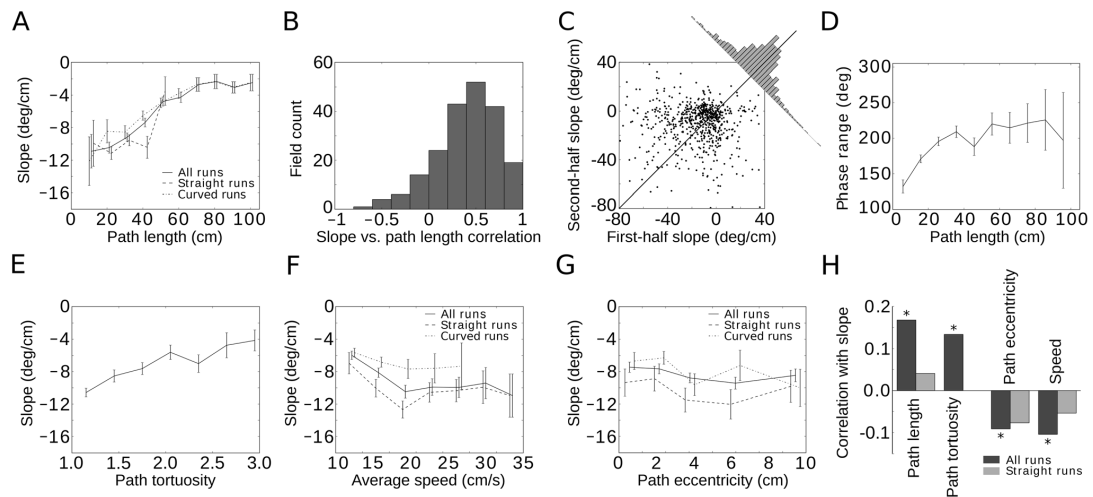 A
0
−4
−8
−12
−16
Slope (deg/cm)
All runs
Straight runs
Curved runs
0 20 40 60 80 100
Path length (cm)
B
60
40
20
0
Field count
−1 −0.5 0 0.5 1
Slope vs. path length correlation
C
40
0
−40
−80
Second-half slope (deg/cm)
−80 −40 0 40
First-half slope (deg/cm)
D
300
250
200
150
100
Phase range (deg)
0 20 40 60 80 100
Path length (cm)
E
0
−4
−8
−12
−16
Slope (deg/cm)
1.0 1.5 2.0 2.5 3.0
Path tortuosity
F
0
−4
−8
−12
−16
Slope (deg/cm)
All runs
Straight runs
Curved runs
10 15 20 25 30 35
Average speed (cm/s)
G
0
−4
−8
−12
−16
Slope (deg/cm)
All runs
Straight runs
Curved runs
0 2 4 6 8 10
Path eccentricity (cm)
H
0.2
0.1
0.0
-0.1
Correlation with slope
* * * *
Path length
Path tortuosity
Path eccentricity
Speed
All runs
Straight runs